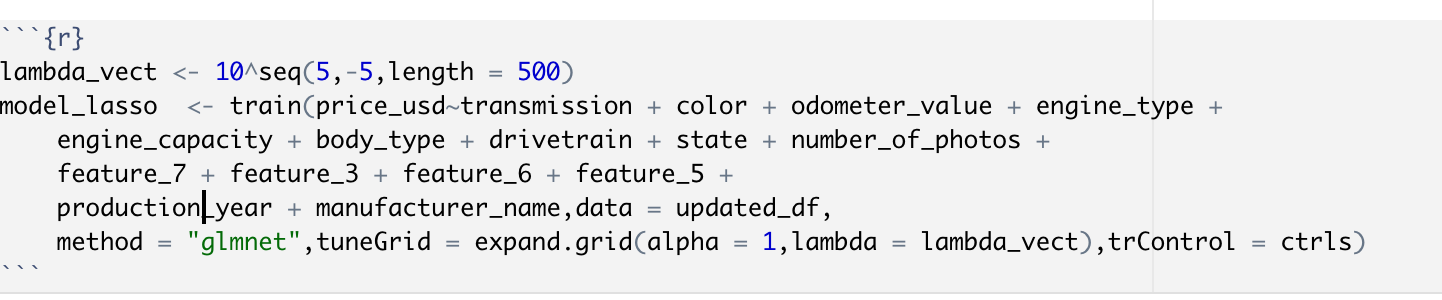 ```{r}
lambda_vect <- 10^seq(5,-5,length = 500)
model_lasso  <- train(price_usd~transmission + color + odometer_value + engine_type +
    engine_capacity + body_type + drivetrain + state + number_of_photos +
    feature_7 + feature_3 + feature_6 + feature_5 +
    production_year + manufacturer_name,data = updated_df,
    method = "glmnet",tuneGrid = expand.grid(alpha = 1,lambda = lambda_vect),trControl = ctrls)
```